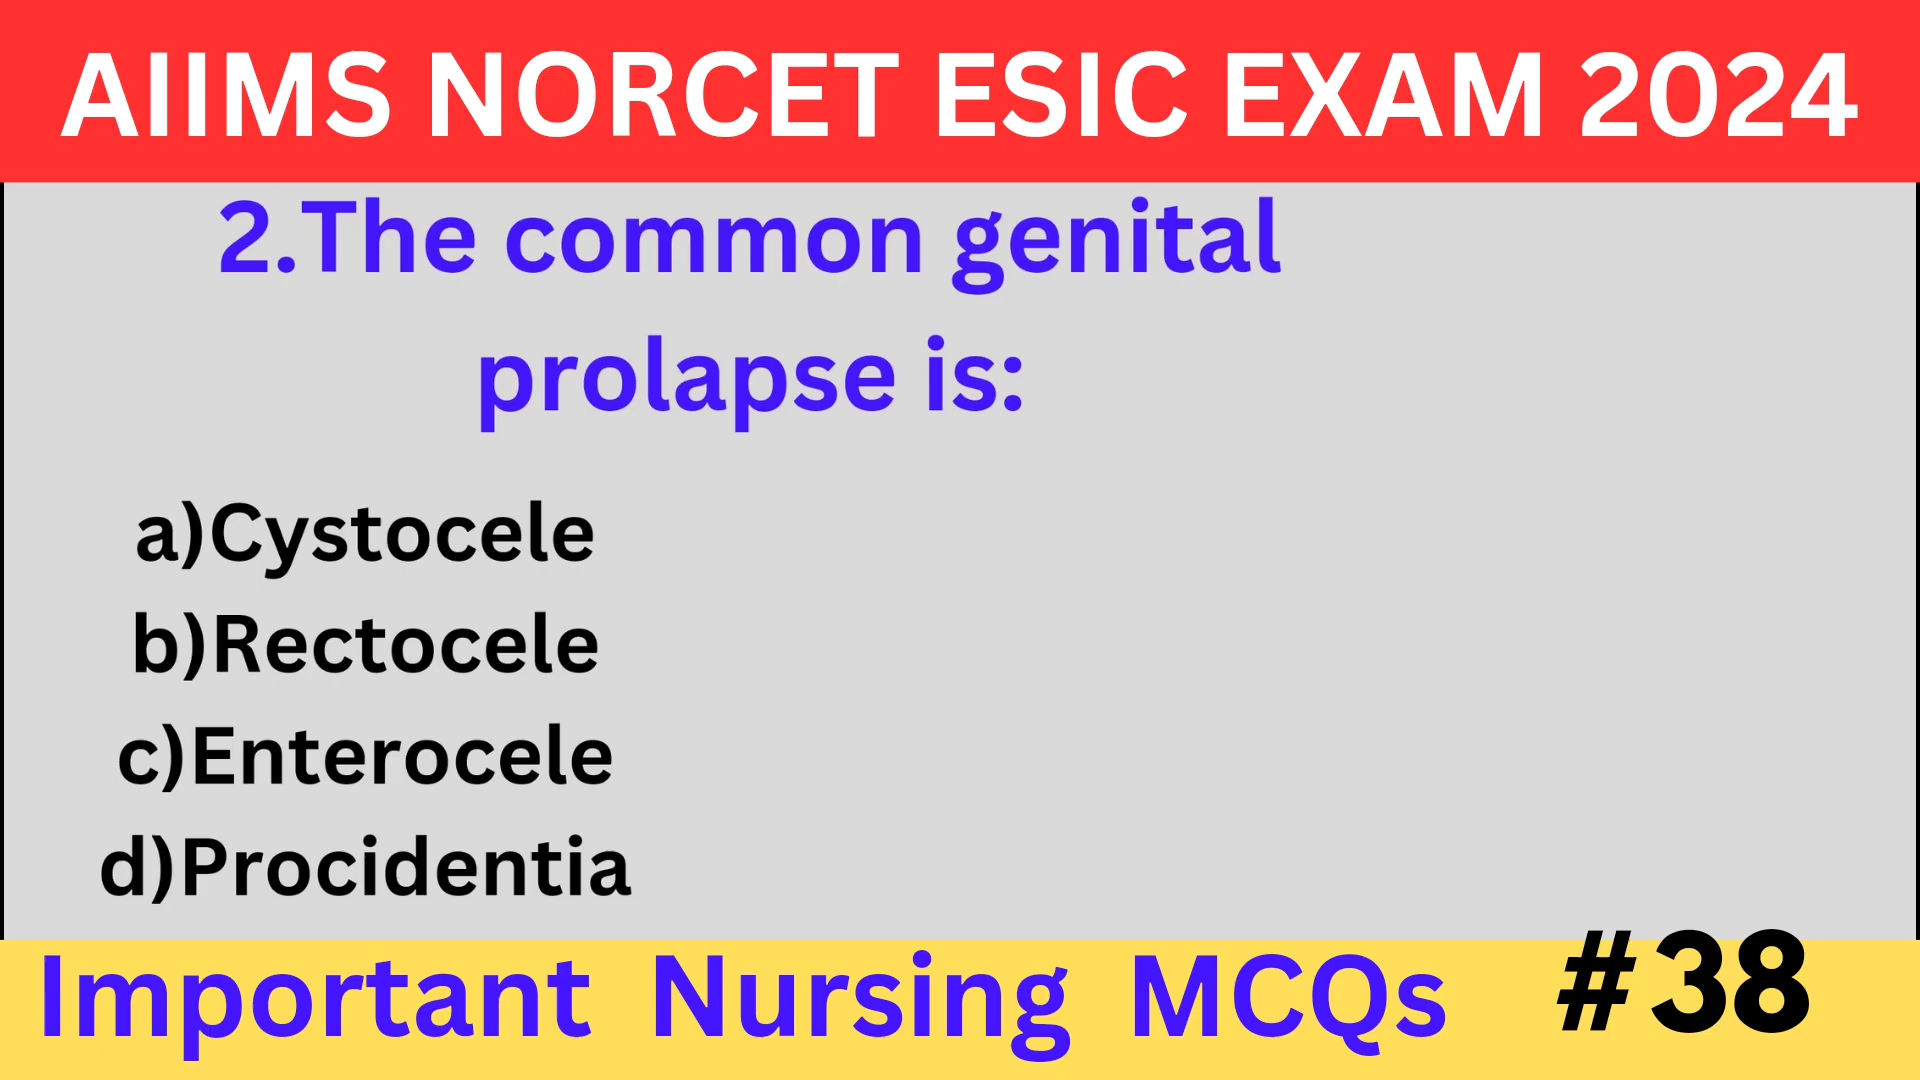 AIIMS NORCET ESIC EXAM 2024
2.The common genital
prolapse is:
a)Cystocele
b)Rectocele
c)Enterocele
d)Procidentia
Important Nursing MCQs #38